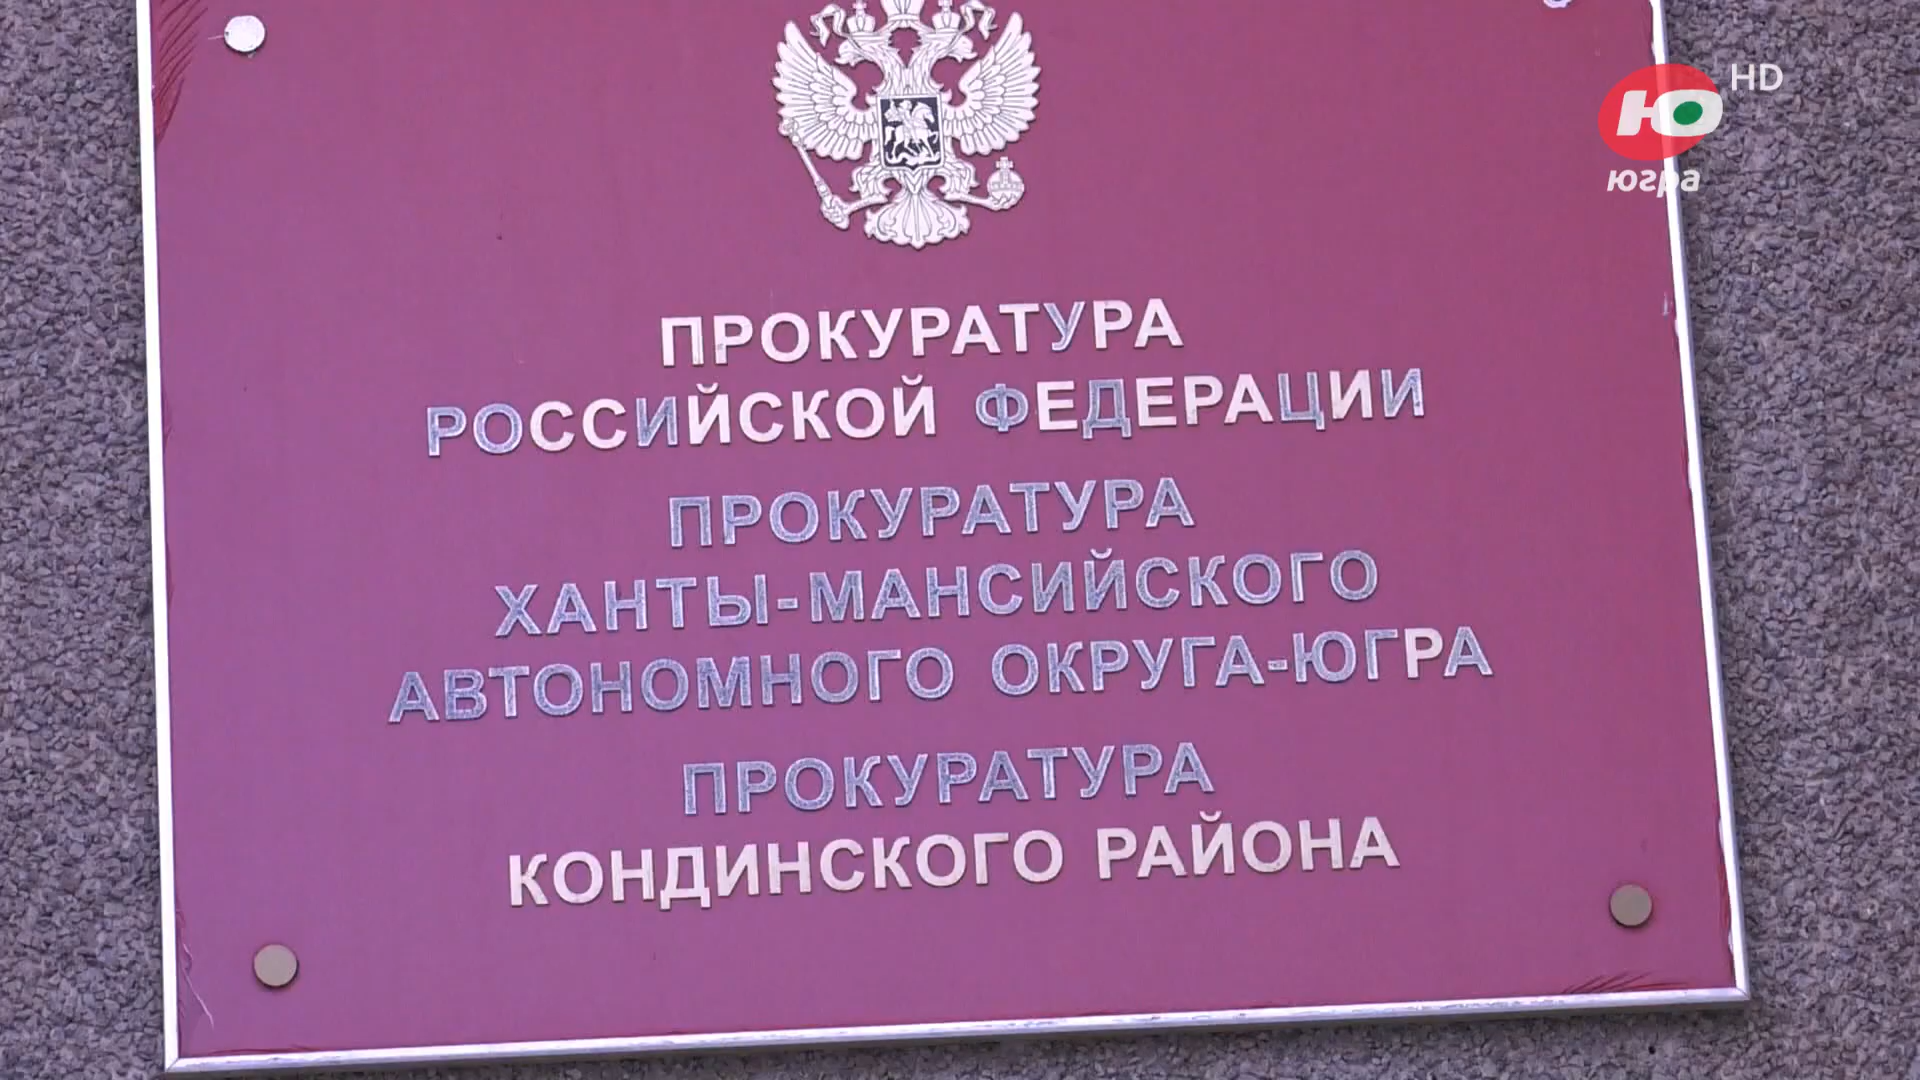 HD
югра
ПРОКУРАТУРА
РОССИЙСКОЙ ФЕДЕРАЦИИ
ПРОКУРАТУРА
ХАНТЫ-МАНСИЙСКОГО
АВТОНОМНОГО ОКРУГА-ЮГРА
ПРОКУРАТУРА
КОНДИНСКОГО РАЙОНА